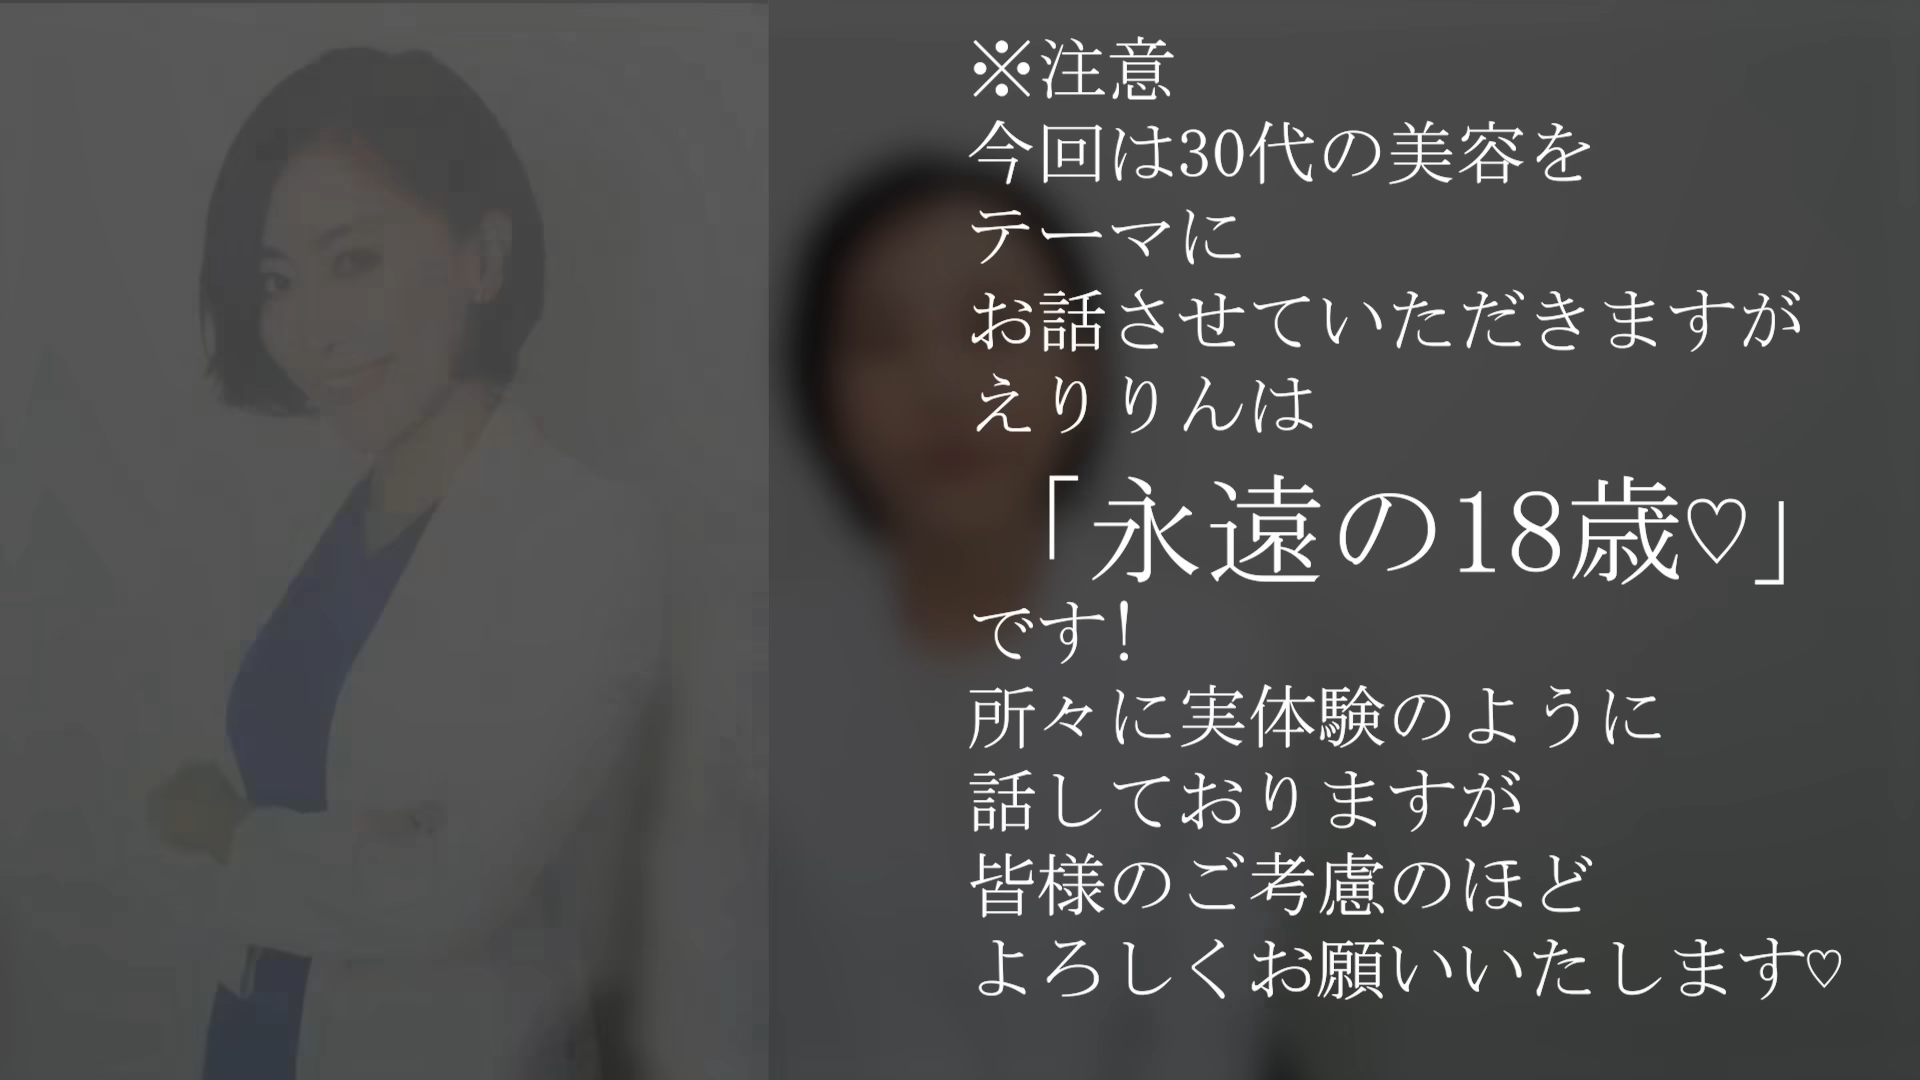 ※注意
今回は30代の美容を
テーマに
お話させていただきますが
えりりんは
「永遠の18歳♡」
です!
所々に実体験のように
話しておりますが
皆様のご考慮のほど
よろしくお願いいたします♡